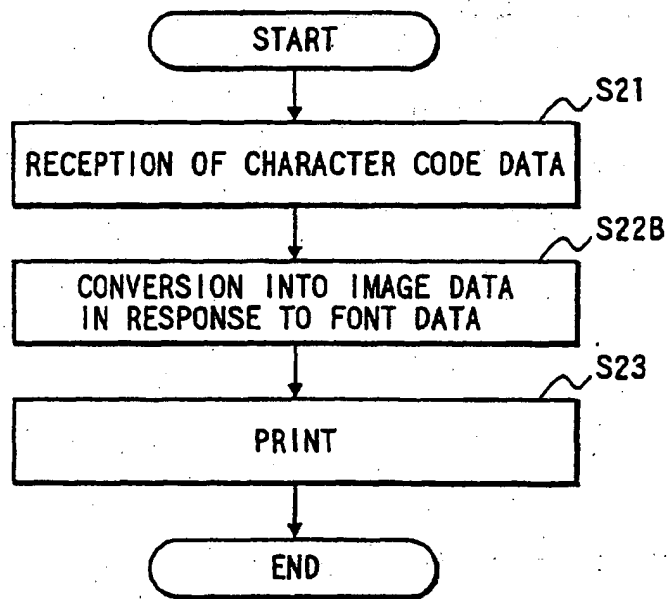 START
S21
RECEPTION OF CHARACTER CODE DATA
S22B
CONVERSION INTO IMAGE DATA
IN RESPONSE TO FONT DATA
S23
PRINT
END